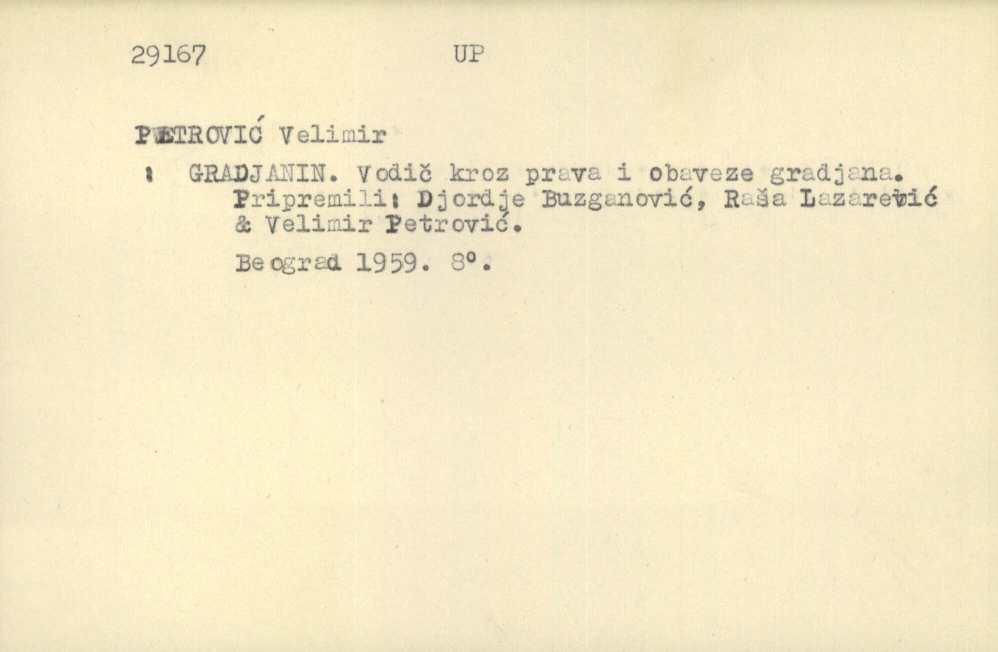 29167 UP
PETROVIĆ Velimir
: GRADJANIN. Vodič kroz prava i obaveze gradjana.
Pripremili: Djordje Buzganović, Raša Lazarević
& Velimir Petrović.
Beograd 1959. 8°.